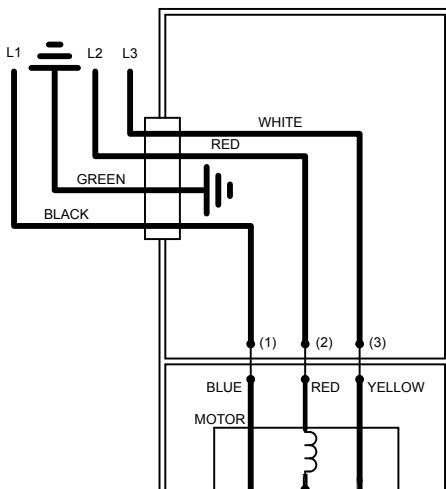 L1 L2 L3
WHITE
RED
GREEN
BLACK
(1) (2) (3)
BLUE RED YELLOW
MOTOR